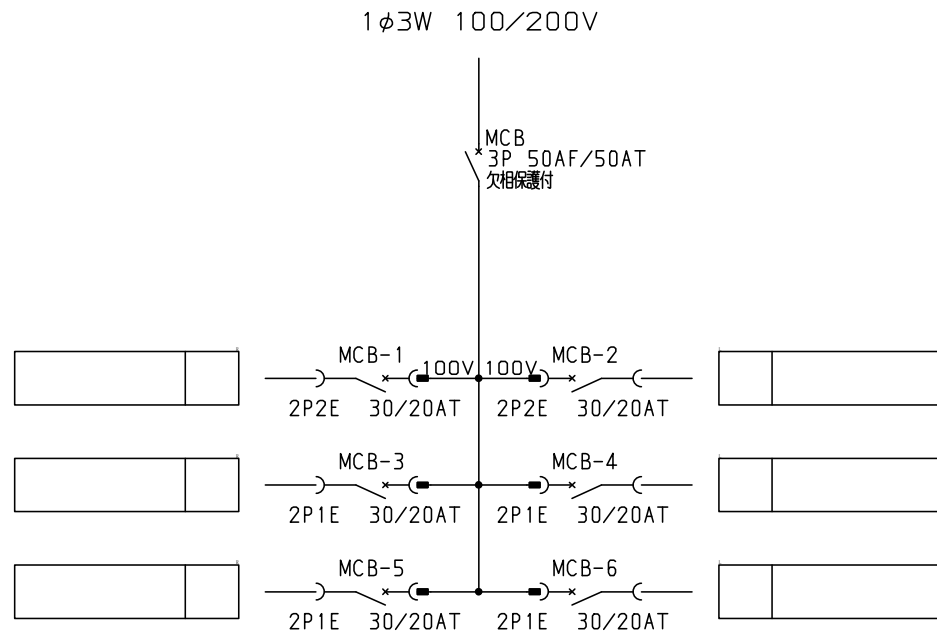 1φ3W 100/200V
MCB
3P 50AF/50AT
欠相保護付
MCB-1 100V 100V MCB-2
2P2E 30/20AT 2P2E 30/20AT
MCB-3 MCB-4
2P1E 30/20AT 2P1E 30/20AT
MCB-5 MCB-6
2P1E 30/20AT 2P1E 30/20AT